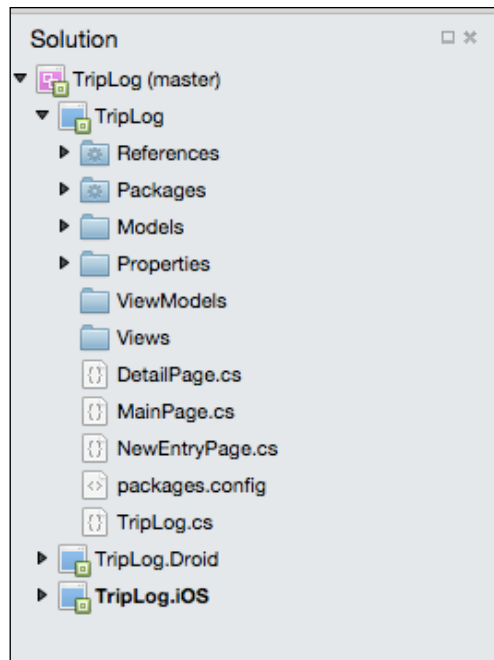 Solution
TripLog (master)
TripLog
References
Packages
Models
Properties
ViewModels
Views
DetailPage.cs
MainPage.cs
NewEntryPage.cs
packages.config
TripLog.cs
TripLog.Droid
TripLog.iOS